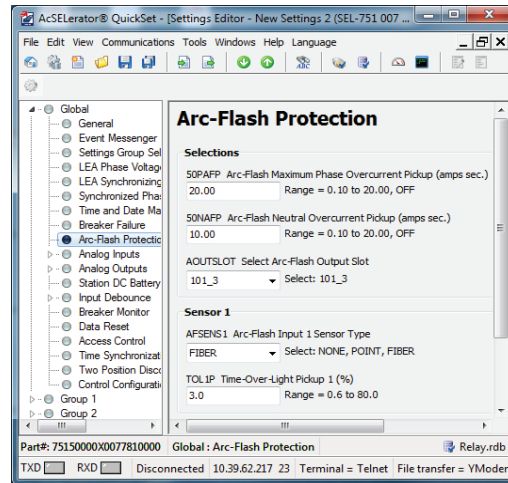 AcSELerator® QuickSet - [Settings Editor - New Settings 2 (SEL-751 007 ...
File Edit View Communications Tools Windows Help Language
Global
General
Event Messenger
Settings Group Sel
LEA Phase Voltag
LEA Synchronizing
Synchronized Phas
Time and Date Ma
Breaker Failure
Arc-Flash Protectic
Analog Inputs
Analog Outputs
Station DC Battery
Input Debounce
Breaker Monitor
Data Reset
Access Control
Time Synchronizat
Two Position Disco
Control Configurati
Group 1
Group 2
Arc-Flash Protection
Selections
50PAFP Arc-Flash Maximum Phase Overcurrent Pickup (amps sec.)
20.00 Range = 0.10 to 20.00, OFF
50NAFP Arc-Flash Neutral Overcurrent Pickup (amps sec.)
10.00 Range = 0.10 to 20.00, OFF
AOUTSLOT Select Arc-Flash Output Slot
101_3 Select: 101_3
Sensor 1
AFSENS1 Arc-Flash Input 1 Sensor Type
FIBER Select: NONE, POINT, FIBER
TOL1P Time-Over-Light Pickup 1 (%)
3.0 Range = 0.6 to 80.0
Part#: 75150000X0077810000 Global : Arc-Flash Protection Relay.rdb
TXD RXD Disconnected 10.39.62.217 23 Terminal = Telnet File transfer = YModer